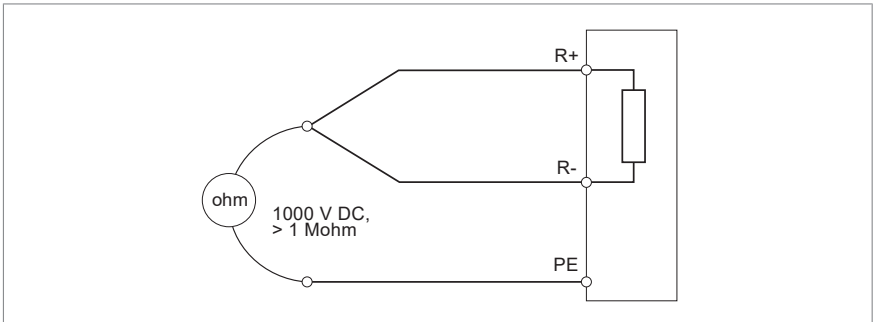 R+
R-
ohm
1000 V DC,
> 1 Mohm
PE